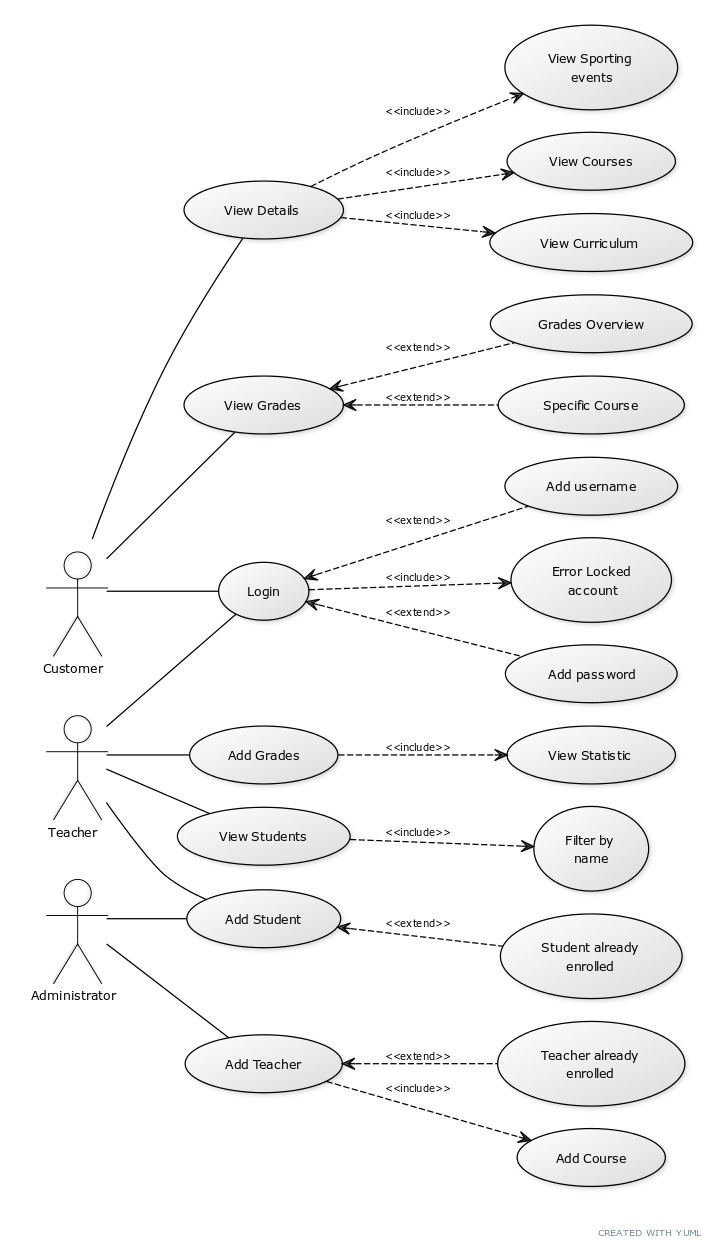 View Sporting
events
<<include>>
View Courses
<<include>>
View Details
<<include>>
View Curriculum
Grades Overview
<<extend>>
View Grades
<<extend>>
Specific Course
Add username
<<extend>>
Error Locked
account
<<include>>
Login
<<extend>>
Customer
Add password
Add Grades
<<include>>
View Statistic
Teacher
View Students
<<include>>
Filter by
name
Add Student
<<extend>>
Student already
enrolled
Administrator
Add Teacher
<<extend>>
Teacher already
enrolled
<<include>>
Add Course
CREATED WITH YUML